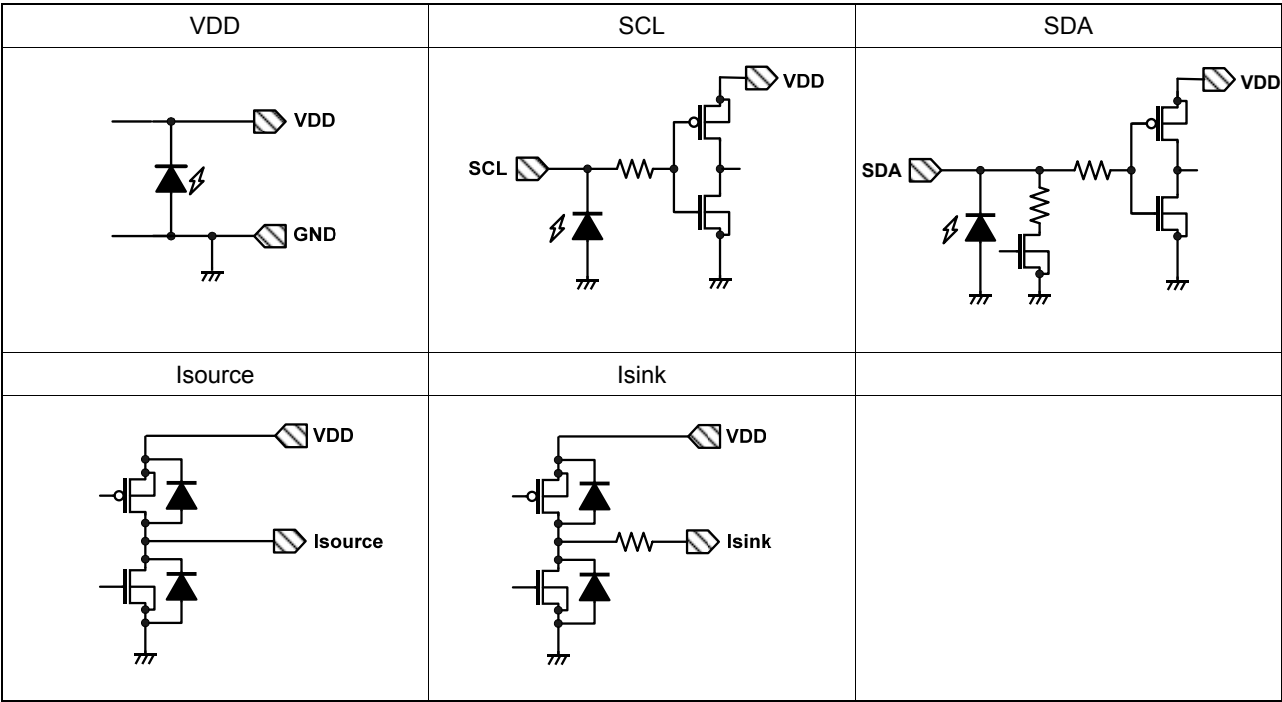 VDD
SCL
SDA
VDD
GND
SCL
VDD
SDA
VDD
Isource
Isink
VDD
Isource
VDD
Isink